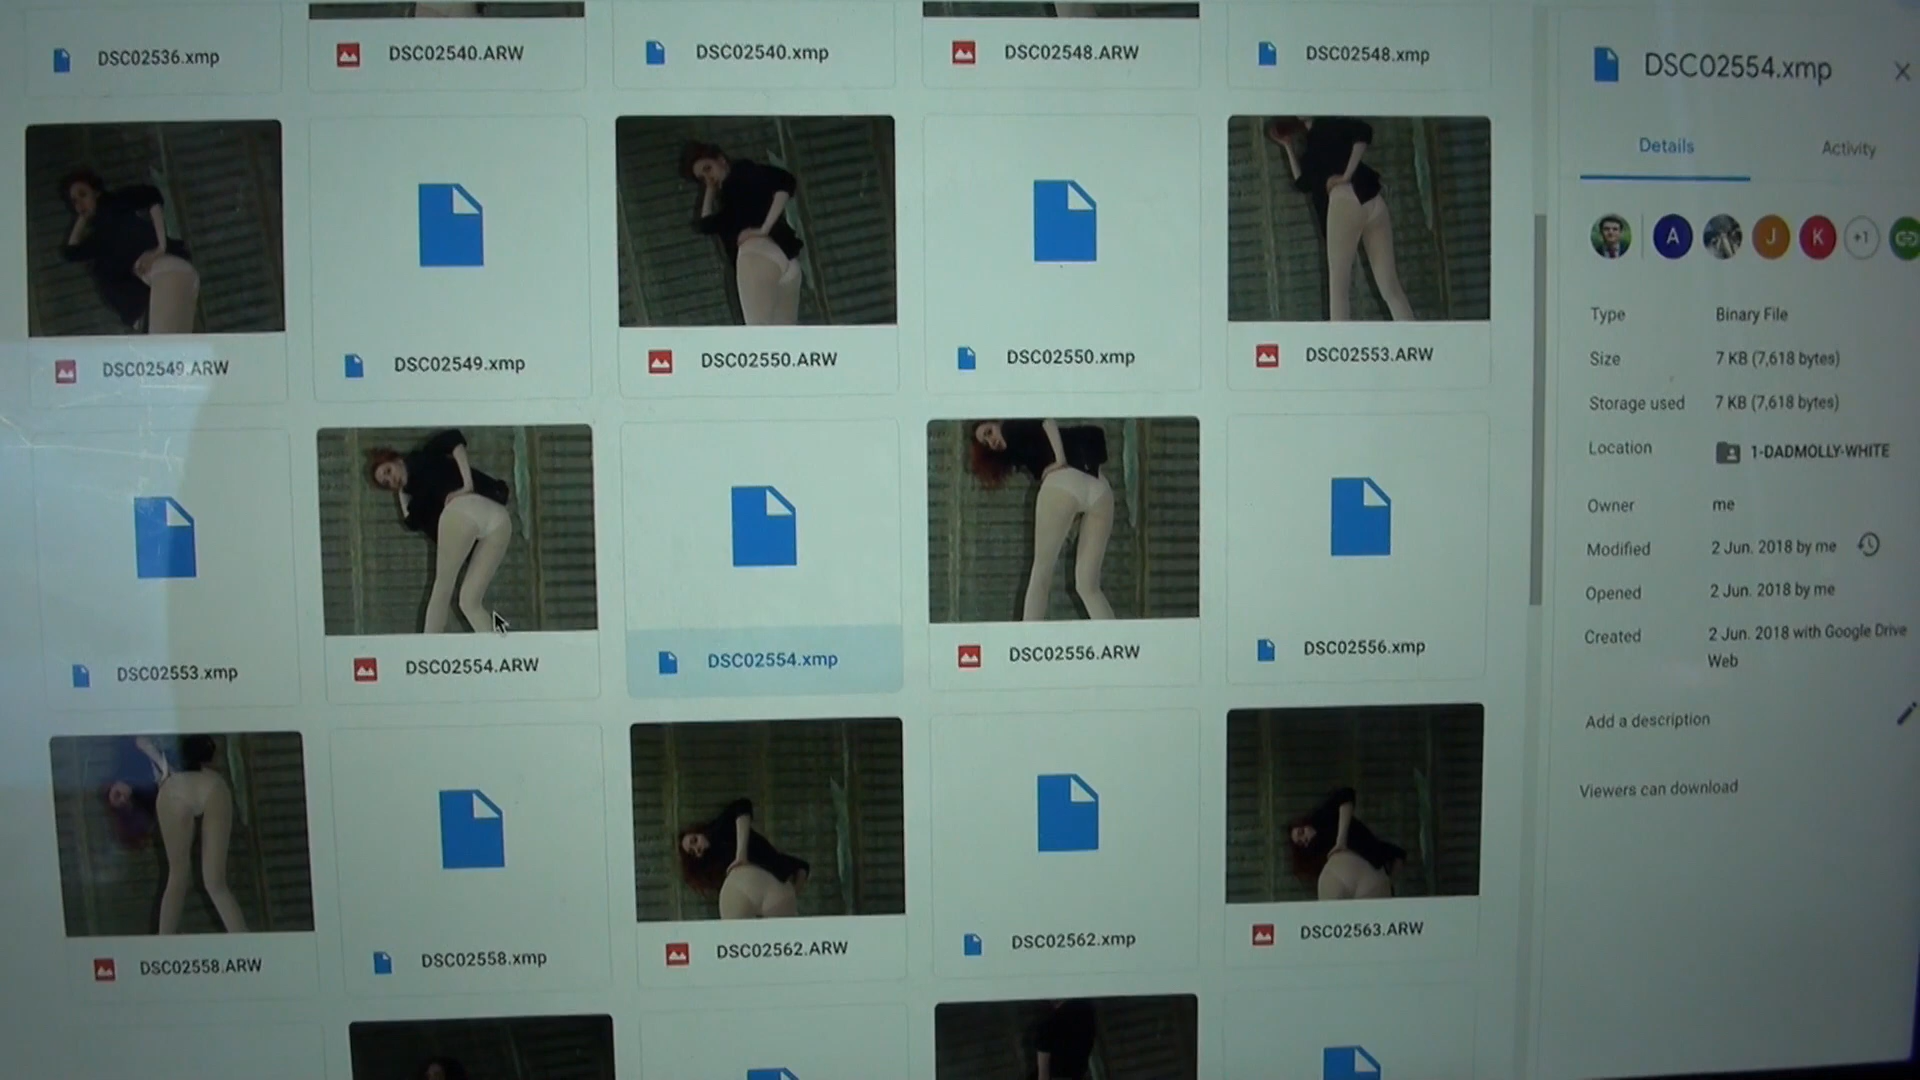 DSC02536.xmp
DSC02540.ARW
DSC02540.xmp
DSC02548.ARW
DSC02548.xmp
DSC02549.ARW
DSC02549.xmp
DSC02550.ARW
DSC02550.xmp
DSC02553.ARW
DSC02553.xmp
DSC02554.ARW
DSC02554.xmp
DSC02556.ARW
DSC02556.xmp
DSC02558.ARW
DSC02558.xmp
DSC02562.ARW
DSC02562.xmp
DSC02563.ARW
DSC02554.xmp
Details Activity
A J K +1
Type Binary File
Size 7 KB (7,618 bytes)
Storage used 7 KB (7,618 bytes)
Location 1-DADMOLLY-WHITE
Owner me
Modified 2 Jun. 2018 by me
Opened 2 Jun. 2018 by me
Created 2 Jun. 2018 with Google Drive
Web
Add a description
Viewers can download